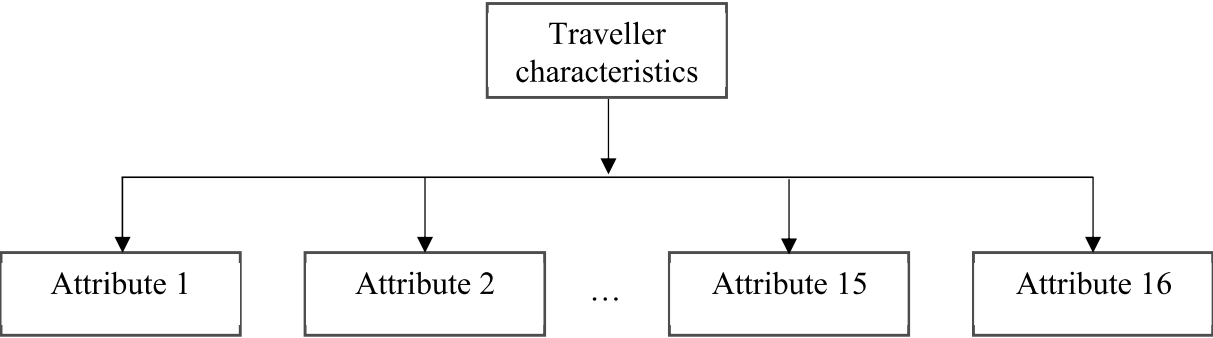 Traveller
characteristics
Attribute 1
Attribute 2
…
Attribute 15
Attribute 16